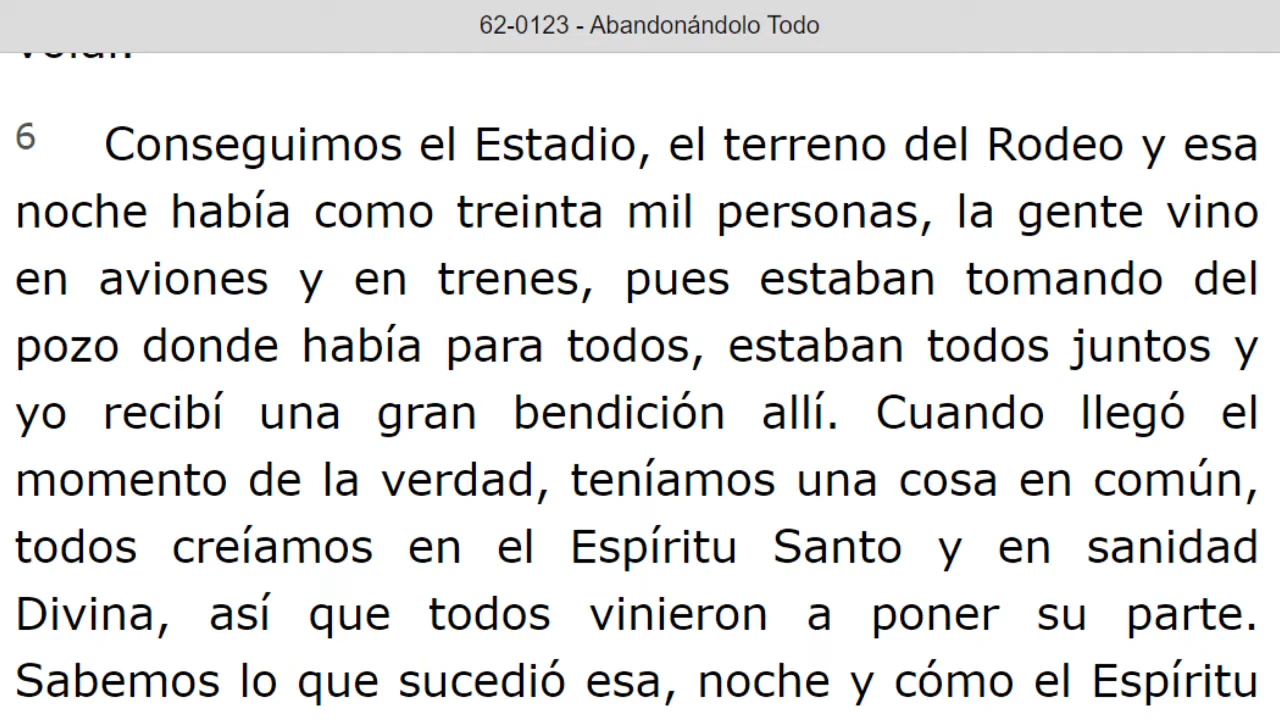 62-0123 - Abandonándolo Todo
6 Conseguimos el Estadio, el terreno del Rodeo y esa
noche había como treinta mil personas, la gente vino
en aviones y en trenes, pues estaban tomando del
pozo donde había para todos, estaban todos juntos y
yo recibí una gran bendición allí. Cuando llegó el
momento de la verdad, teníamos una cosa en común,
todos creíamos en el Espíritu Santo y en sanidad
Divina, así que todos vinieron a poner su parte.
Sabemos lo que sucedió esa, noche y cómo el Espíritu